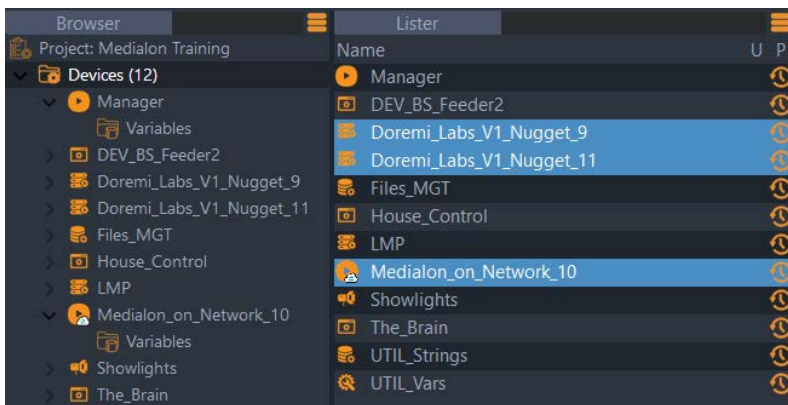 Browser
Project: Medialon Training
Devices (12)
Manager
Variables
DEV_BS_Feeder2
Doremi_Labs_V1_Nugget_9
Doremi_Labs_V1_Nugget_11
Files_MGT
House_Control
LMP
Medialon_on_Network_10
Variables
Showlights
The_Brain
Lister
Name U P
Manager
DEV_BS_Feeder2
Doremi_Labs_V1_Nugget_9
Doremi_Labs_V1_Nugget_11
Files_MGT
House_Control
LMP
Medialon_on_Network_10
Showlights
The_Brain
UTIL_Strings
UTIL_Vars